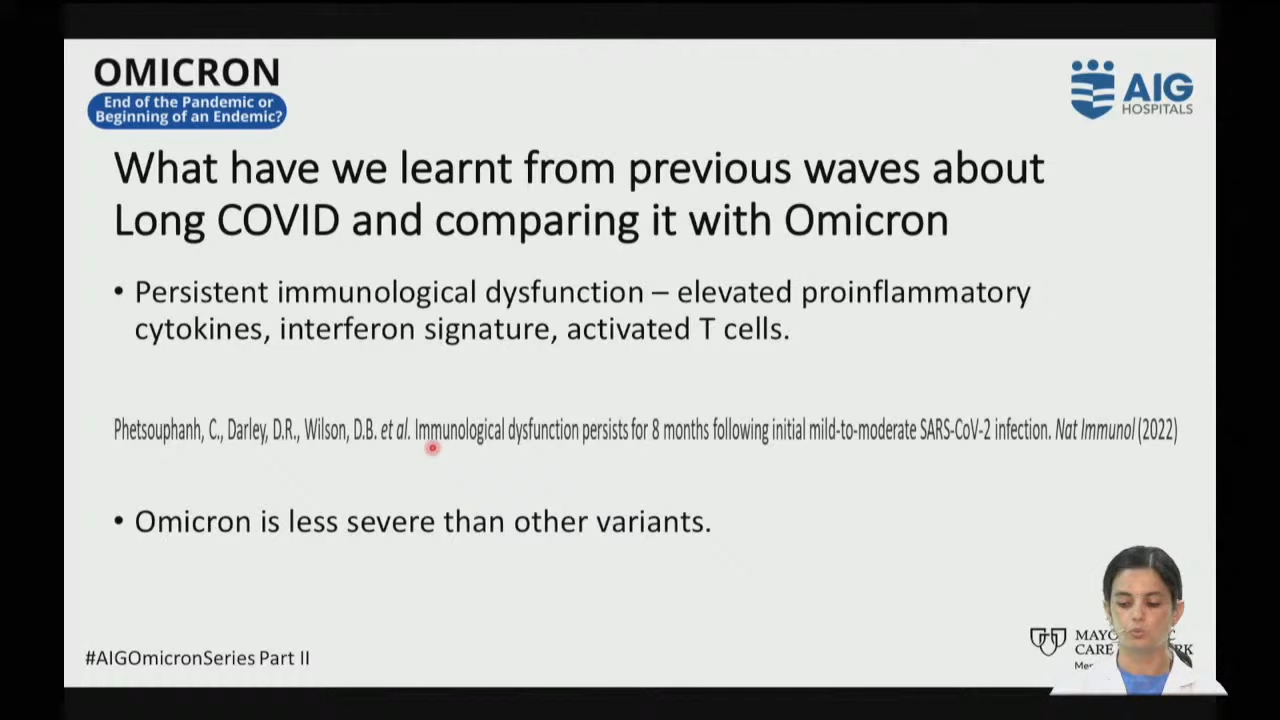 OMICRON
End of the Pandemic or
Beginning of an Endemic?
AIG
HOSPITALS
What have we learnt from previous waves about
Long COVID and comparing it with Omicron
• Persistent immunological dysfunction – elevated proinflammatory
cytokines, interferon signature, activated T cells.
Phetsouphanh, C., Darley, D.R., Wilson, D.B. et al. Immunological dysfunction persists for 8 months following initial mild-to-moderate SARS-CoV-2 infection. Nat Immunol (2022)
• Omicron is less severe than other variants.
#AIGOmicronSeries Part II
MAYO
CARE